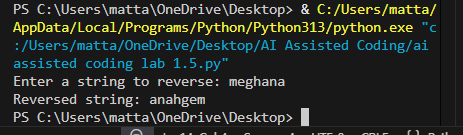 PS C:\Users\matta\OneDrive\Desktop> & C:/Users/matta/
AppData/Local/Programs/Python/Python313/python.exe "c
:/Users/matta/OneDrive/Desktop/AI Assisted Coding/ai
assisted coding lab 1.5.py"
Enter a string to reverse: meghana
Reversed string: anahgem
PS C:\Users\matta\OneDrive\Desktop>